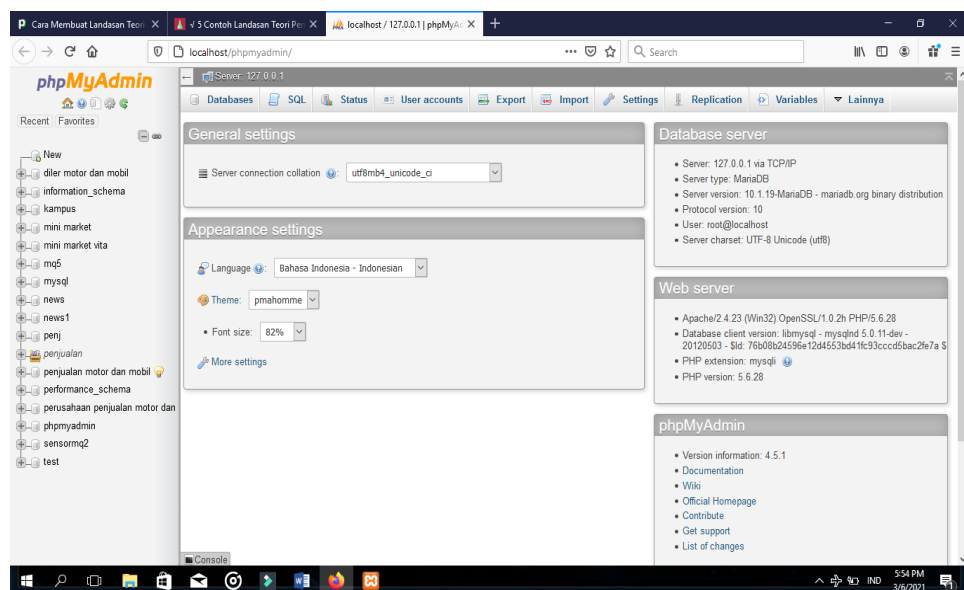 Cara Membuat Landasan Teori
√ 5 Contoh Landasan Teori Pen
localhost / 127.0.0.1 | phpMyAd
localhost/phpmyadmin/
Search
phpMyAdmin
Recent Favorites
New
diler motor dan mobil
information_schema
kampus
mini market
mini market vita
mq5
mysql
news
news1
penj
penjualan
penjualan motor dan mobil
performance_schema
perusahaan penjualan motor dan
phpmyadmin
sensormq2
test
Server: 127.0.0.1
Databases SQL Status User accounts Export Import Settings Replication Variables Lainnya
General settings
Server connection collation : utf8mb4_unicode_ci
Appearance settings
Language : Bahasa Indonesia - Indonesian
Theme: pmahomme
Font size: 82%
More settings
Database server
Server: 127.0.0.1 via TCP/IP
Server type: MariaDB
Server version: 10.1.19-MariaDB - mariadb.org binary distribution
Protocol version: 10
User: root@localhost
Server charset: UTF-8 Unicode (utf8)
Web server
Apache/2.4.23 (Win32) OpenSSL/1.0.2h PHP/5.6.28
Database client version: libmysql - mysqlnd 5.0.11-dev -
20120503 - $Id: 76b08b24596e12d4553bd41fc93cccd5bac2fe7a $
PHP extension: mysqli
PHP version: 5.6.28
phpMyAdmin
Version information: 4.5.1
Documentation
Wiki
Official Homepage
Contribute
Get support
List of changes
Console
IND
5:54 PM
3/6/2021